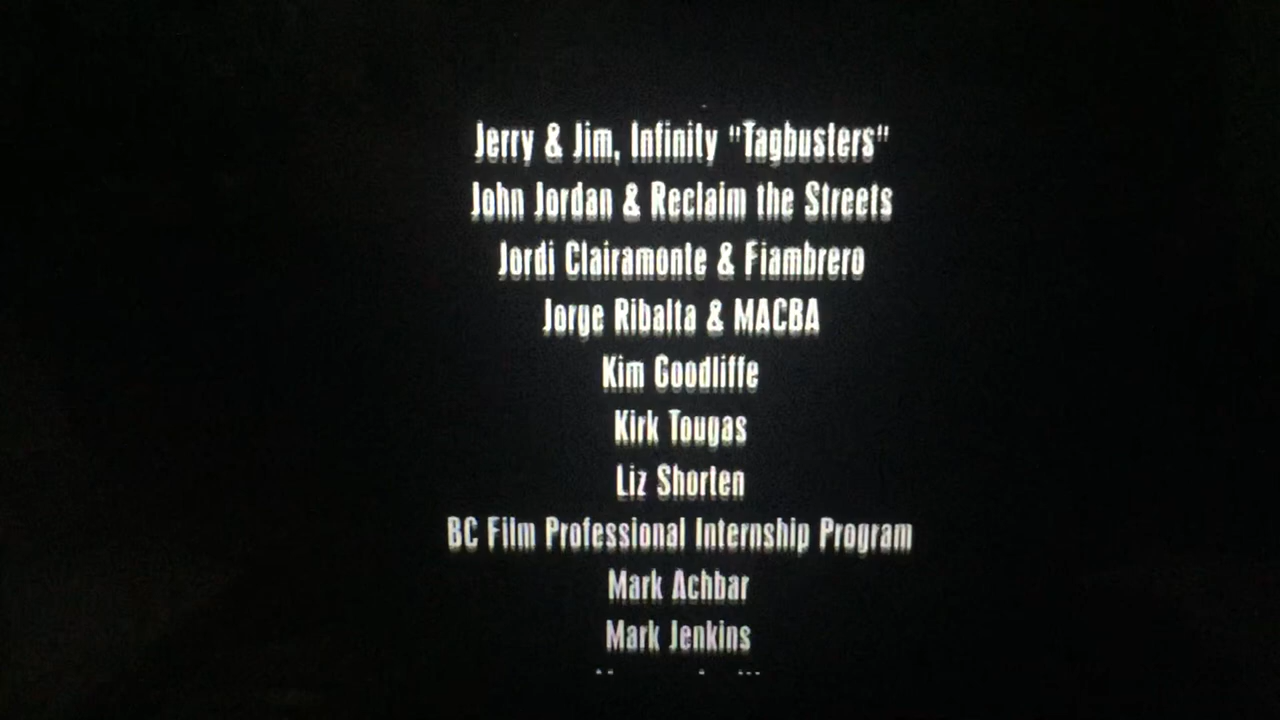 Jerry & Jim, Infinity "Tagbusters"
John Jordan & Reclaim the Streets
Jordi Clairamonte & Fiambrero
Jorge Ribalta & MACBA
Kim Goodliffe
Kirk Tougas
Liz Shorten
BC Film Professional Internship Program
Mark Achbar
Mark Jenkins